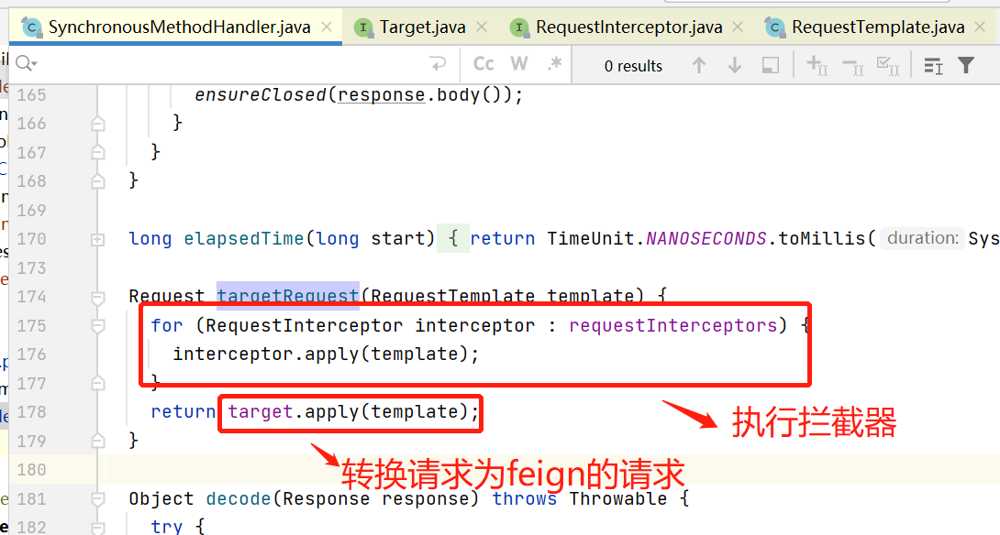 SynchronousMethodHandler.java
Target.java
RequestInterceptor.java
RequestTemplate.java
Cc W .* 0 results
165 ensureClosed(response.body());
166 }
167 }
168 }
169
170 long elapsedTime(long start) { return TimeUnit.NANOSECONDS.toMillis( duration: Sys
173
174 Request targetRequest(RequestTemplate template) {
175 for (RequestInterceptor interceptor : requestInterceptors) {
176 interceptor.apply(template);
177 }
178 return target.apply(template);
执行拦截器
179 }
180
转换请求为feign的请求
181 Object decode(Response response) throws Throwable {
182 try {